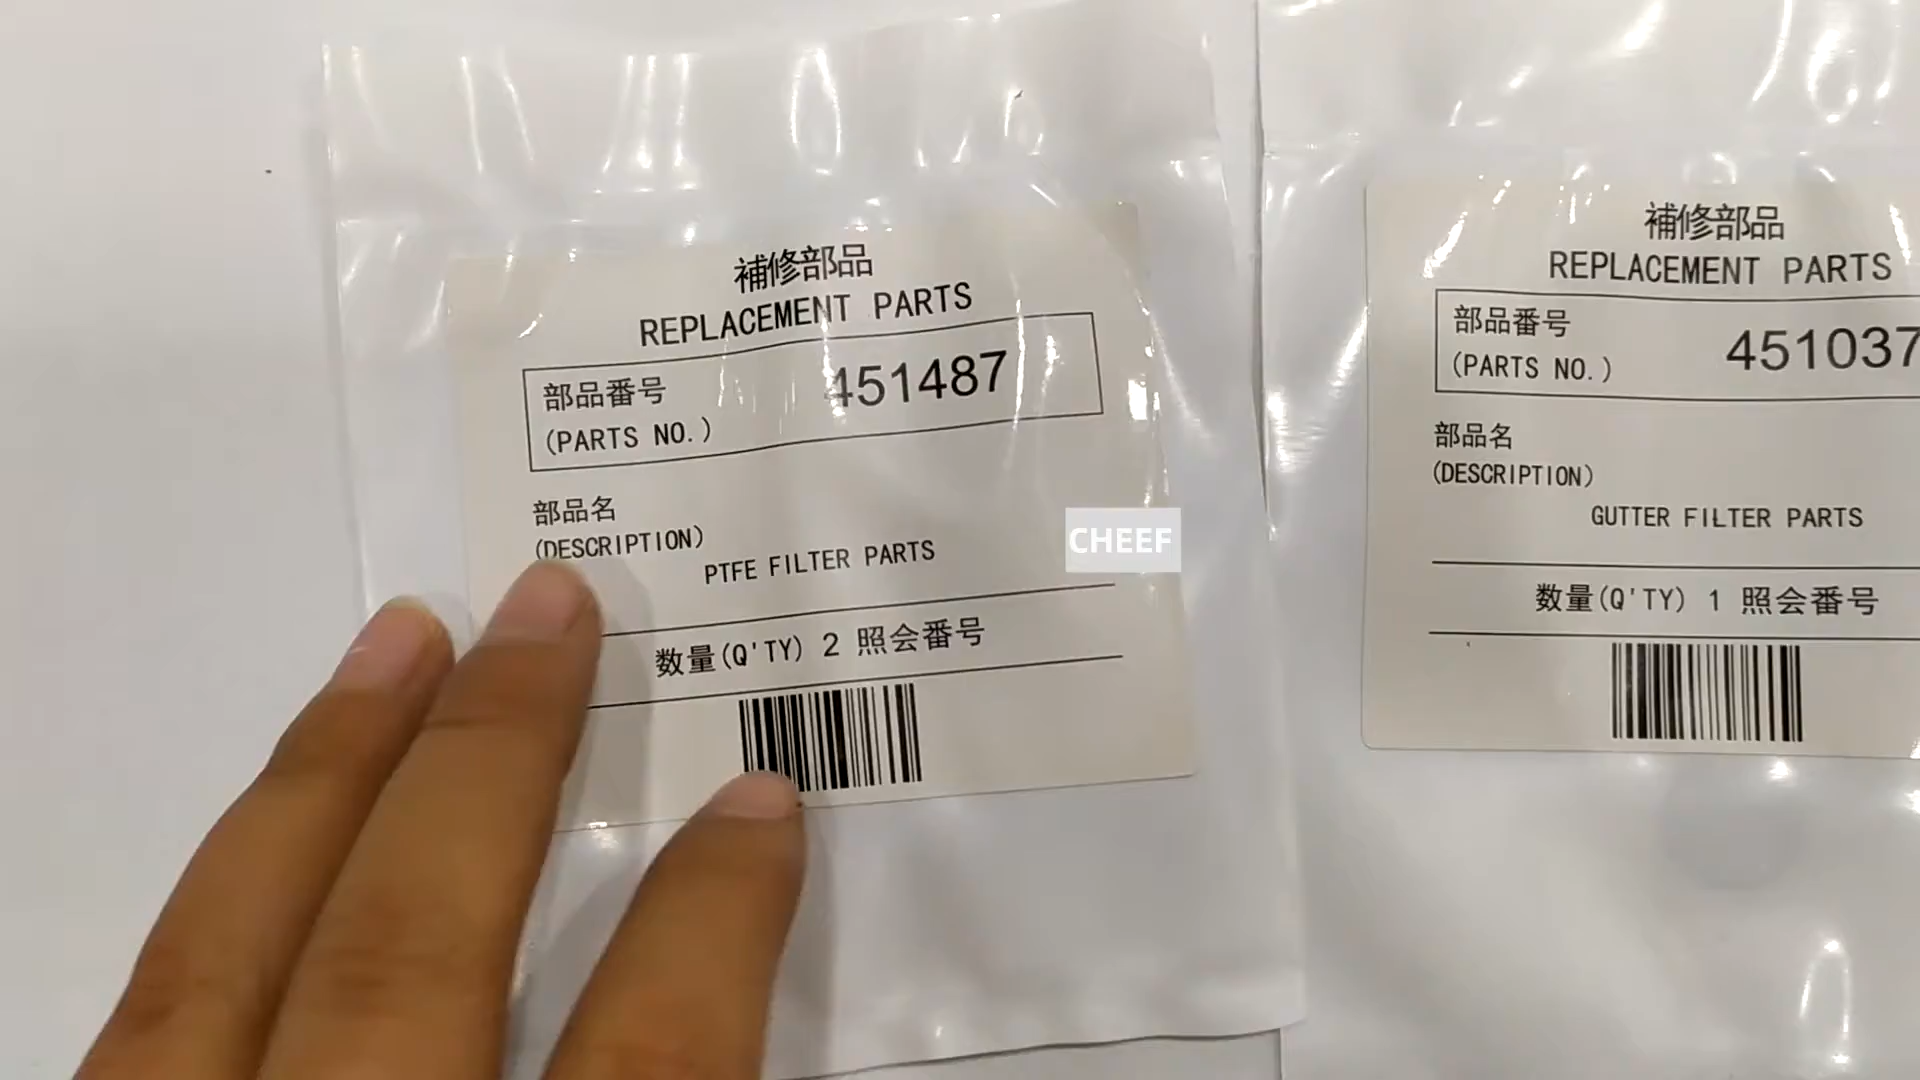 補修部品
REPLACEMENT PARTS
部品番号
(PARTS NO.)
451487
部品名
(DESCRIPTION)
PTFE FILTER PARTS
数量(Q'TY) 2 照会番号
CHEEF
補修部品
REPLACEMENT PARTS
部品番号
(PARTS NO.)
451037
部品名
(DESCRIPTION)
GUTTER FILTER PARTS
数量(Q'TY) 1 照会番号